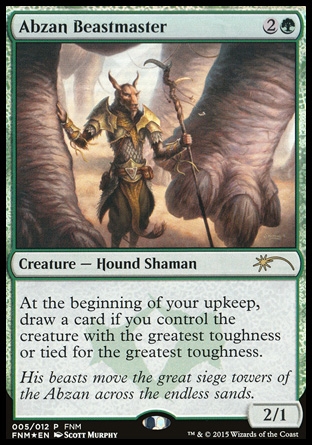 Abzan Beastmaster 2
Creature — Hound Shaman
At the beginning of your upkeep,
draw a card if you control the
creature with the greatest toughness
or tied for the greatest toughness.
His beasts move the great siege towers of
the Abzan across the endless sands.
2/1
005/012 P FNM
FNM★EN Scott Murphy
™ & © 2015 Wizards of the Coast